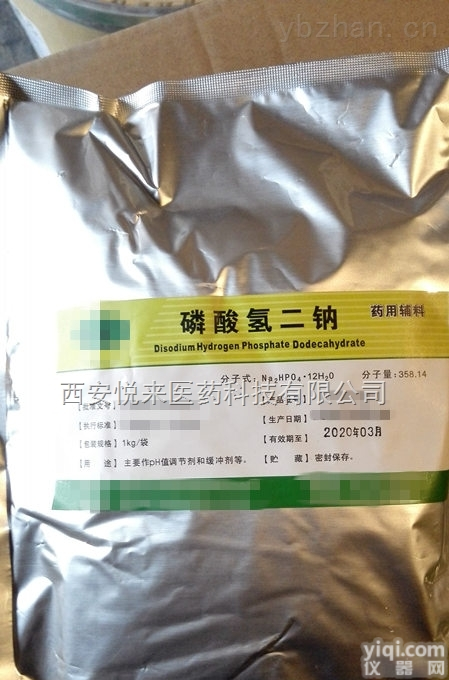 ybzhan.cn
磷酸氢二钠
药用辅料
Disodium Hydrogen Phosphate Dodecahydrate
分子式：Na2HPO4·12H2O 分子量：358.14
西安悦来医药科技有限公司
【批准文号】
【执行标准】 【生产日期】
【包装规格】1kg/袋 【有效期至】 2020年03月
【用 途】主要作pH值调节剂和缓冲剂等。 【贮 藏】密封保存。
yiqi.com
仪器网